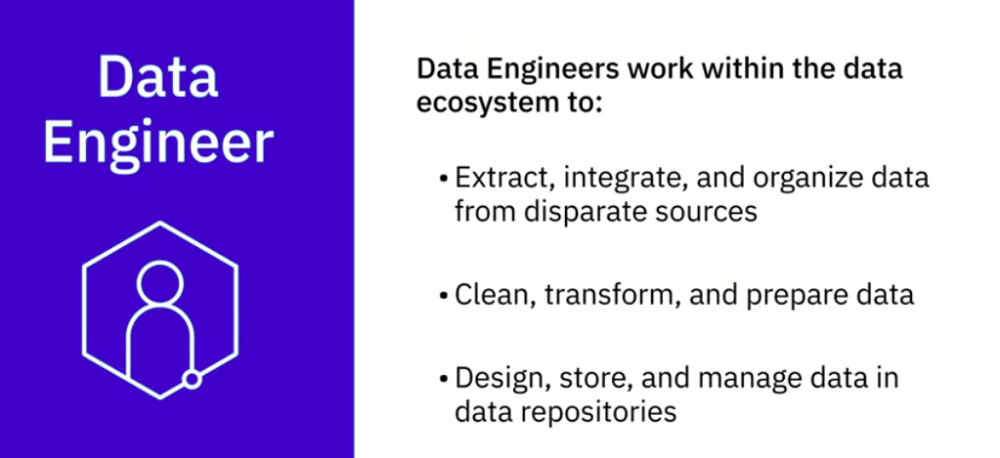 Data
Engineer
Data Engineers work within the data
ecosystem to:
• Extract, integrate, and organize data
from disparate sources
• Clean, transform, and prepare data
• Design, store, and manage data in
data repositories